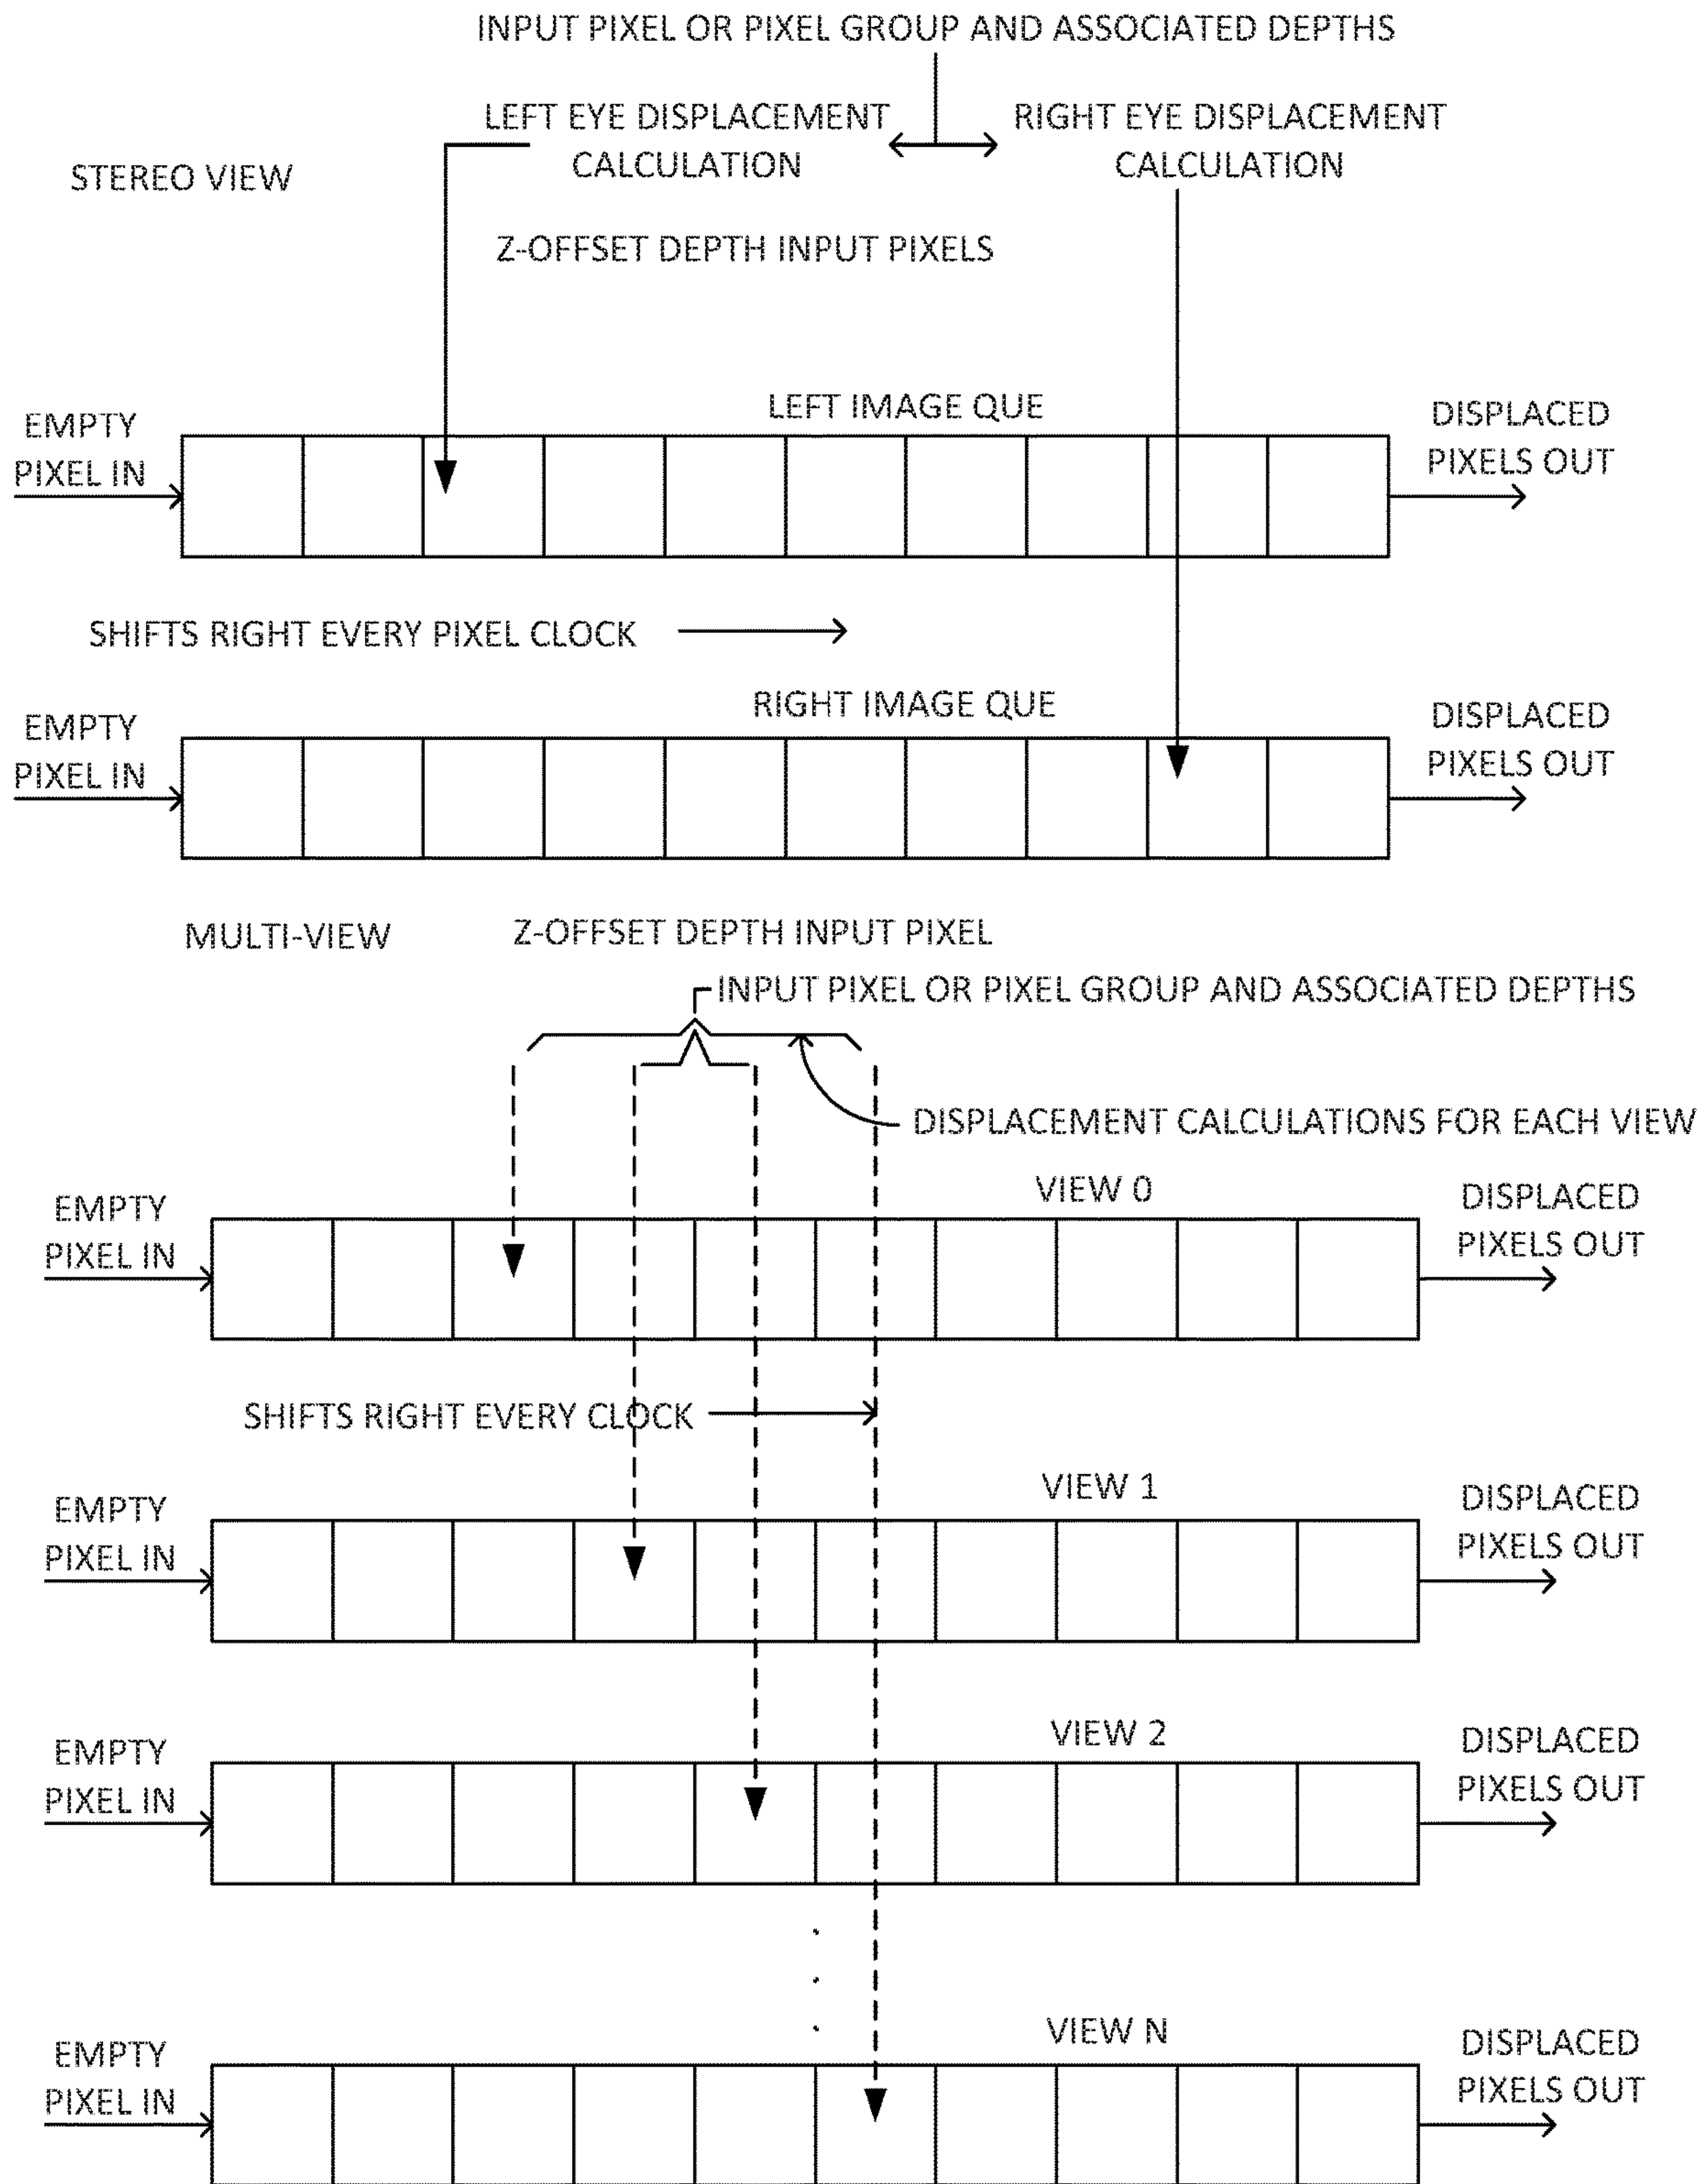 INPUT PIXEL OR PIXEL GROUP AND ASSOCIATED DEPTHS
LEFT EYE DISPLACEMENT
CALCULATION
RIGHT EYE DISPLACEMENT
CALCULATION
STEREO VIEW
Z-OFFSET DEPTH INPUT PIXELS
LEFT IMAGE QUE
EMPTY
PIXEL IN
DISPLACED
PIXELS OUT
SHIFTS RIGHT EVERY PIXEL CLOCK
RIGHT IMAGE QUE
EMPTY
PIXEL IN
DISPLACED
PIXELS OUT
MULTI-VIEW
Z-OFFSET DEPTH INPUT PIXEL
INPUT PIXEL OR PIXEL GROUP AND ASSOCIATED DEPTHS
DISPLACEMENT CALCULATIONS FOR EACH VIEW
VIEW 0
EMPTY
PIXEL IN
DISPLACED
PIXELS OUT
SHIFTS RIGHT EVERY CLOCK
VIEW 1
EMPTY
PIXEL IN
DISPLACED
PIXELS OUT
VIEW 2
EMPTY
PIXEL IN
DISPLACED
PIXELS OUT
VIEW N
EMPTY
PIXEL IN
DISPLACED
PIXELS OUT